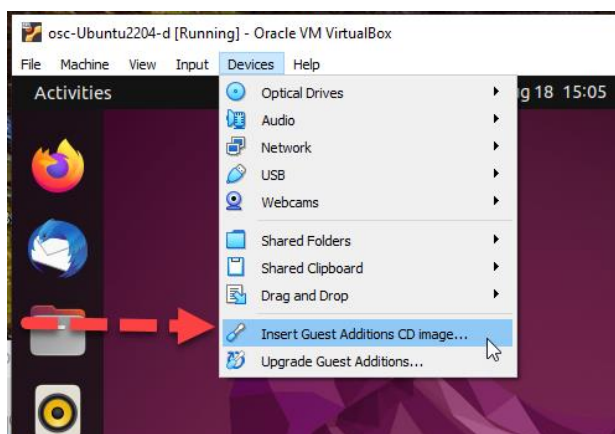 osc-Ubuntu2204-d [Running] - Oracle VM VirtualBox
File Machine View Input Devices Help
Activities
Optical Drives
ug 18 15:05
Audio
Network
USB
Webcams
Shared Folders
Shared Clipboard
Drag and Drop
Insert Guest Additions CD image...
Upgrade Guest Additions...